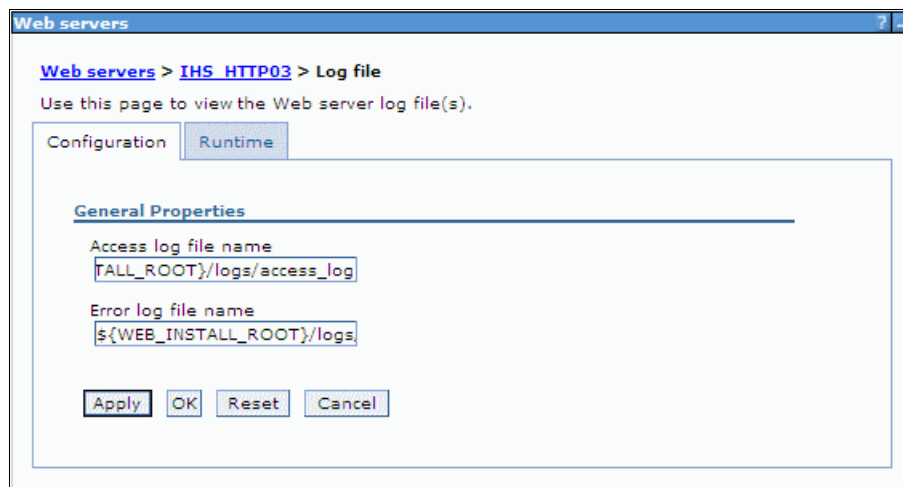 Web servers ? -
Web servers > IHS_HTTP03 > Log file
Use this page to view the Web server log file(s).
Configuration Runtime
General Properties
Access log file name
TALL_ROOT}/logs/access_log
Error log file name
${WEB_INSTALL_ROOT}/logs/
Apply OK Reset Cancel